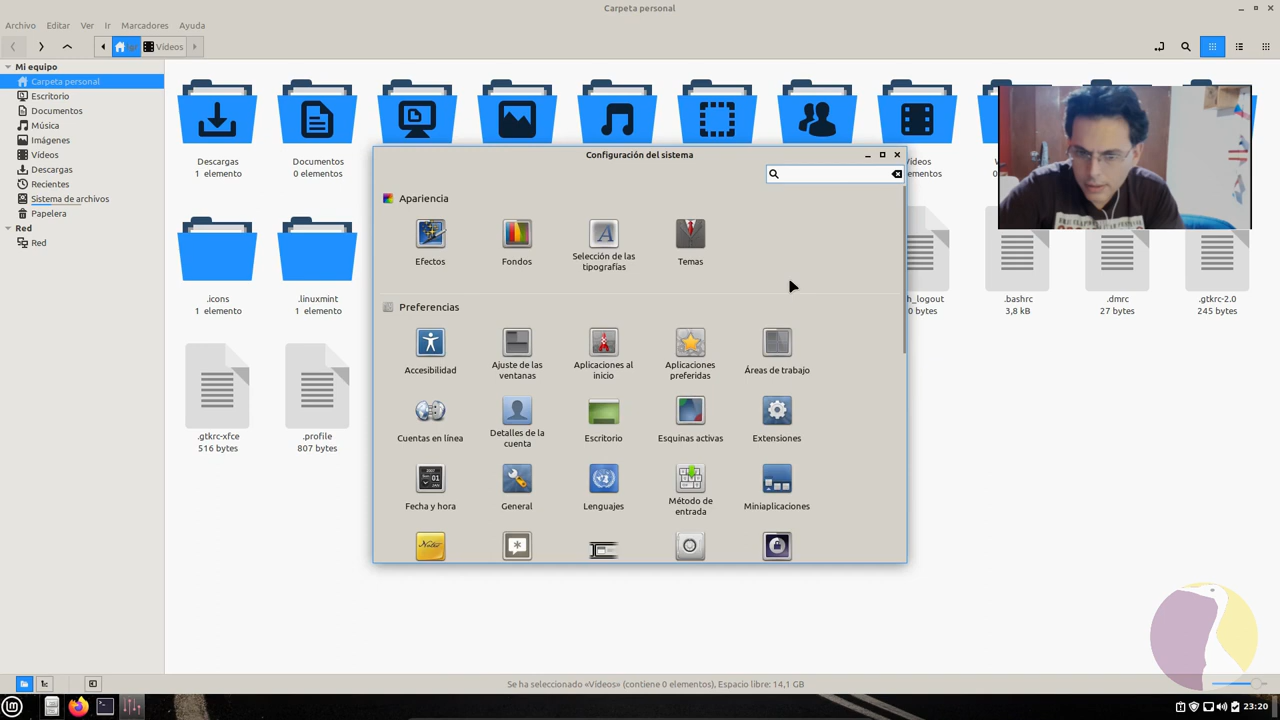 Carpeta personal
Archivo Editar Ver Ir Marcadores Ayuda
Vídeos
Mi equipo
Carpeta personal
Escritorio
Documentos
Música
Imágenes
Vídeos
Descargas
Recientes
Sistema de archivos
Papelera
Red
Red
Descargas
1 elemento
Documentos
0 elementos
.icons
1 elemento
.linuxmint
1 elemento
.bashrc
3,8 kB
.dmrc
27 bytes
.gtkrc-2.0
245 bytes
.gtkrc-xfce
516 bytes
.profile
807 bytes
Configuración del sistema
Apariencia
Efectos
Fondos
Selección de las tipografías
Temas
Preferencias
Accesibilidad
Ajuste de las ventanas
Aplicaciones al inicio
Aplicaciones preferidas
Áreas de trabajo
Cuentas en línea
Detalles de la cuenta
Escritorio
Esquinas activas
Extensiones
Fecha y hora
General
Lenguajes
Método de entrada
Miniaplicaciones
Se ha seleccionado «Vídeos» (contiene 0 elementos), Espacio libre: 14,1 GB
23:20